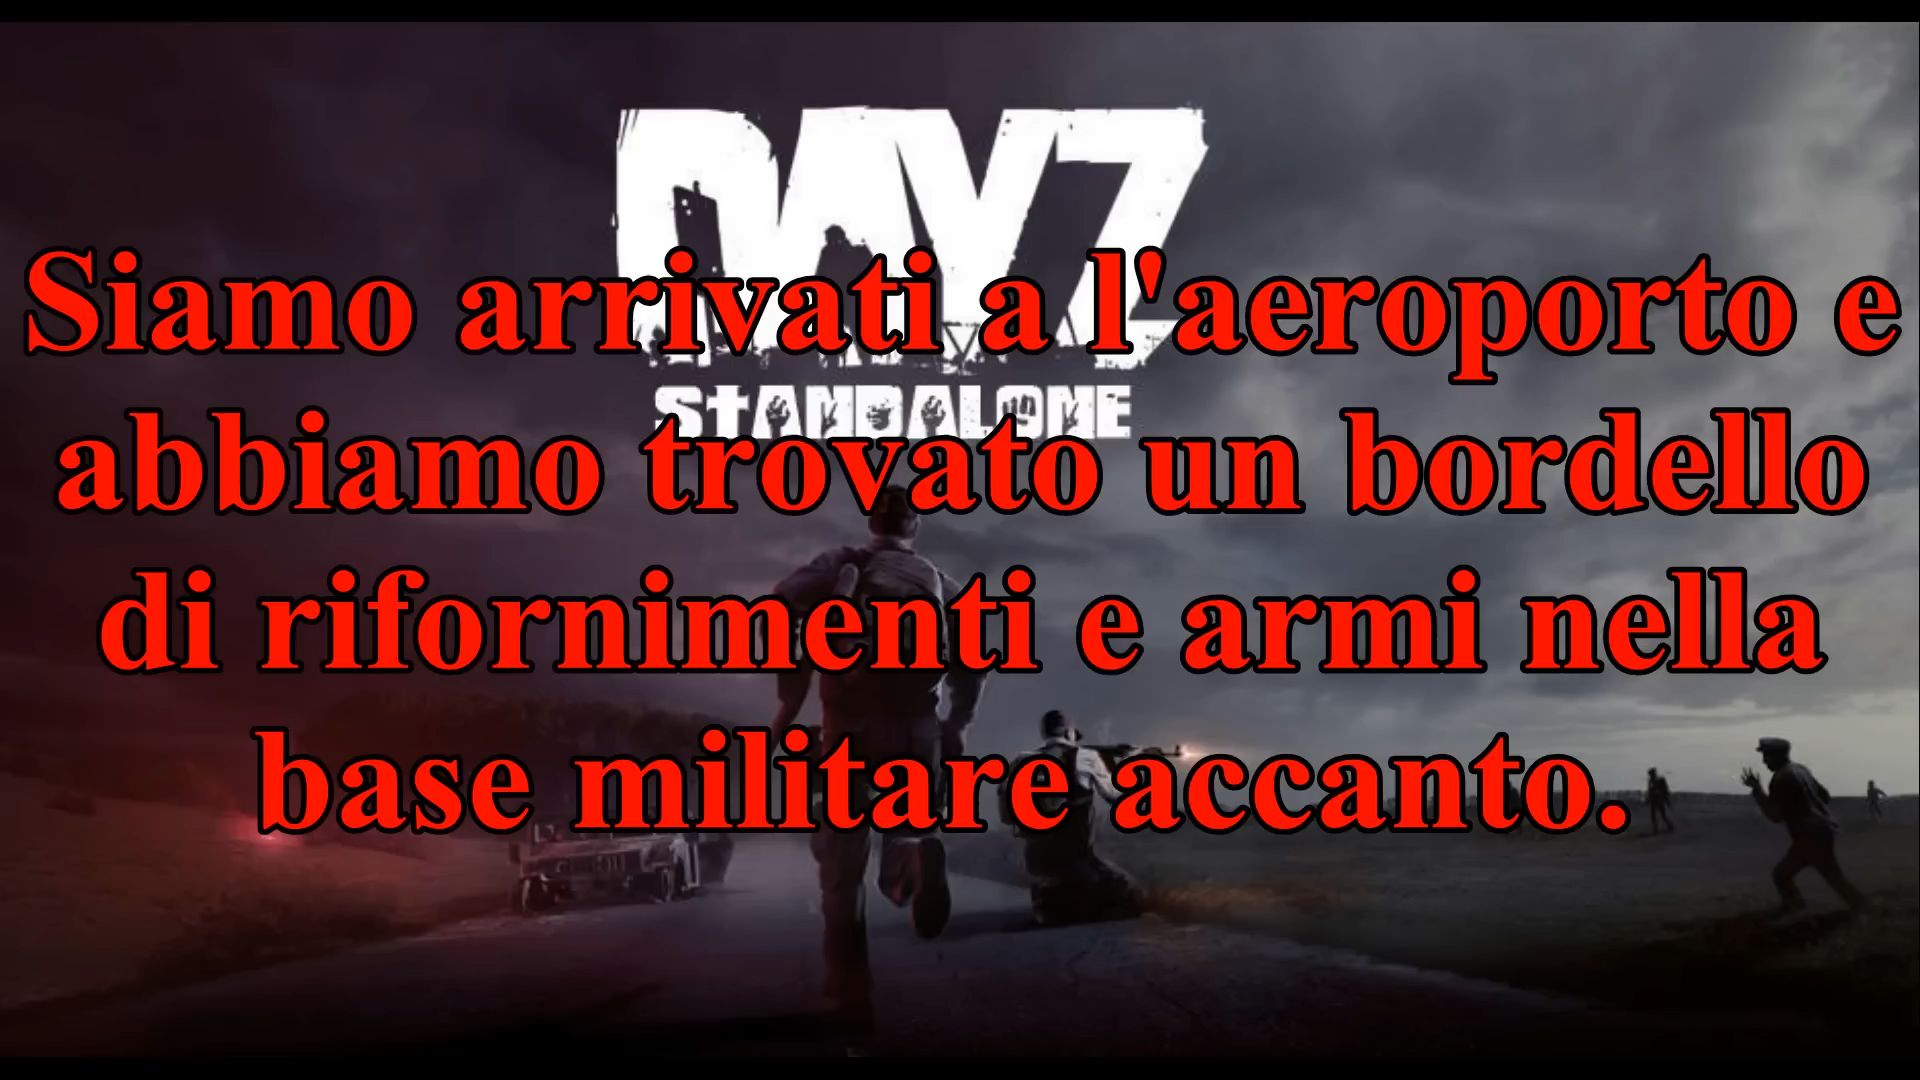 DAYZ
STANDALONE
Siamo arrivati a l'aeroporto e
abbiamo trovato un bordello
di rifornimenti e armi nella
base militare accanto.